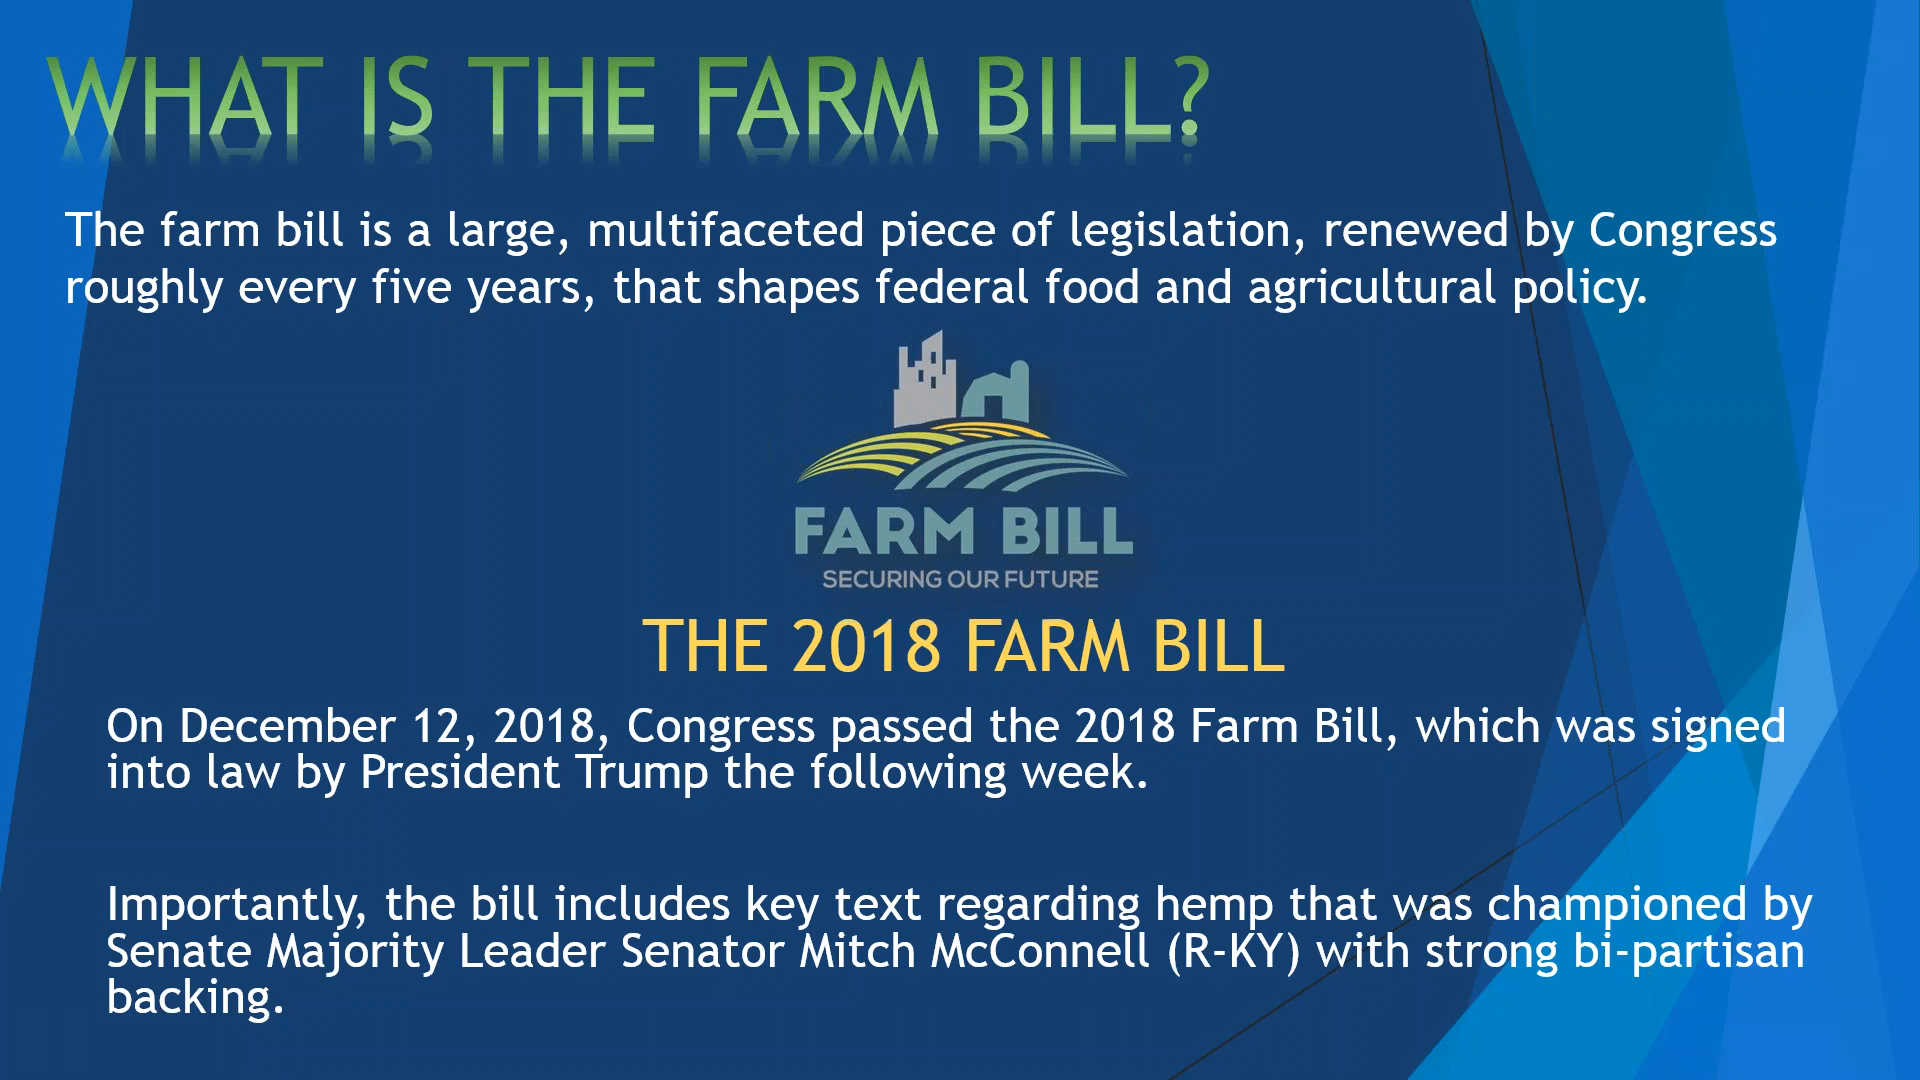 WHAT IS THE FARM BILL?
The farm bill is a large, multifaceted piece of legislation, renewed by Congress
roughly every five years, that shapes federal food and agricultural policy.
FARM BILL
SECURING OUR FUTURE
THE 2018 FARM BILL
On December 12, 2018, Congress passed the 2018 Farm Bill, which was signed
into law by President Trump the following week.
Importantly, the bill includes key text regarding hemp that was championed by
Senate Majority Leader Senator Mitch McConnell (R-KY) with strong bi-partisan
backing.